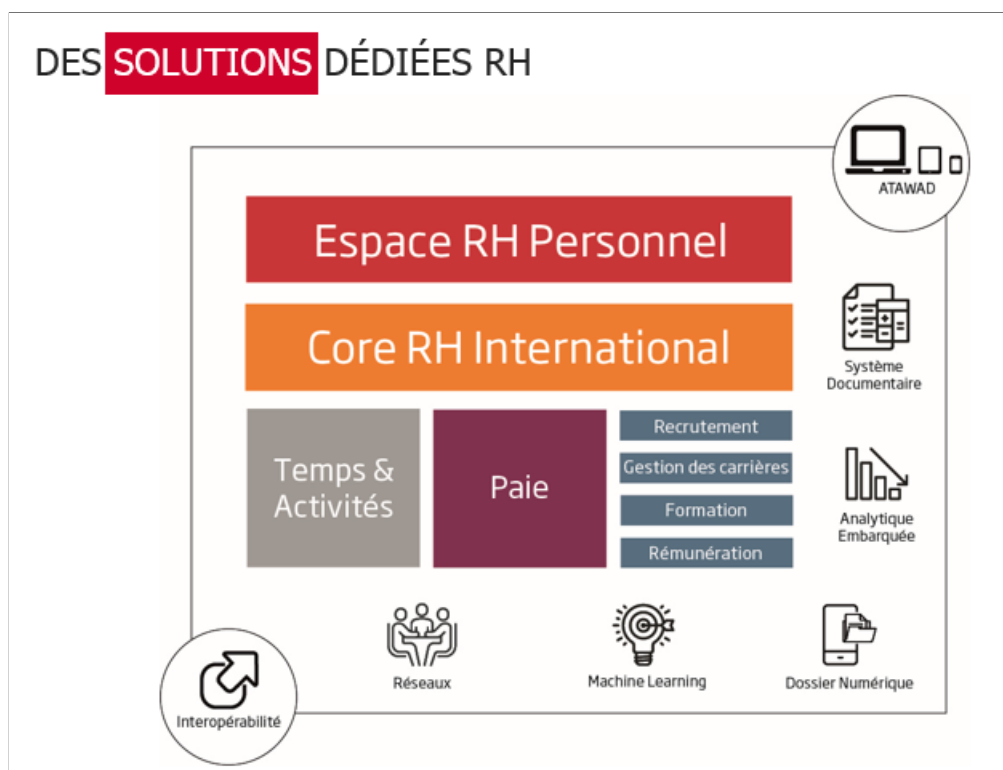 DES SOLUTIONS DÉDIÉES RH
ATAWAD
Espace RH Personnel
Core RH International
Système
Documentaire
Temps &
Activités
Paie
Recrutement
Gestion des carrières
Formation
Rémunération
Analytique
Embarquée
Réseaux
Machine Learning
Dossier Numérique
Interopérabilité